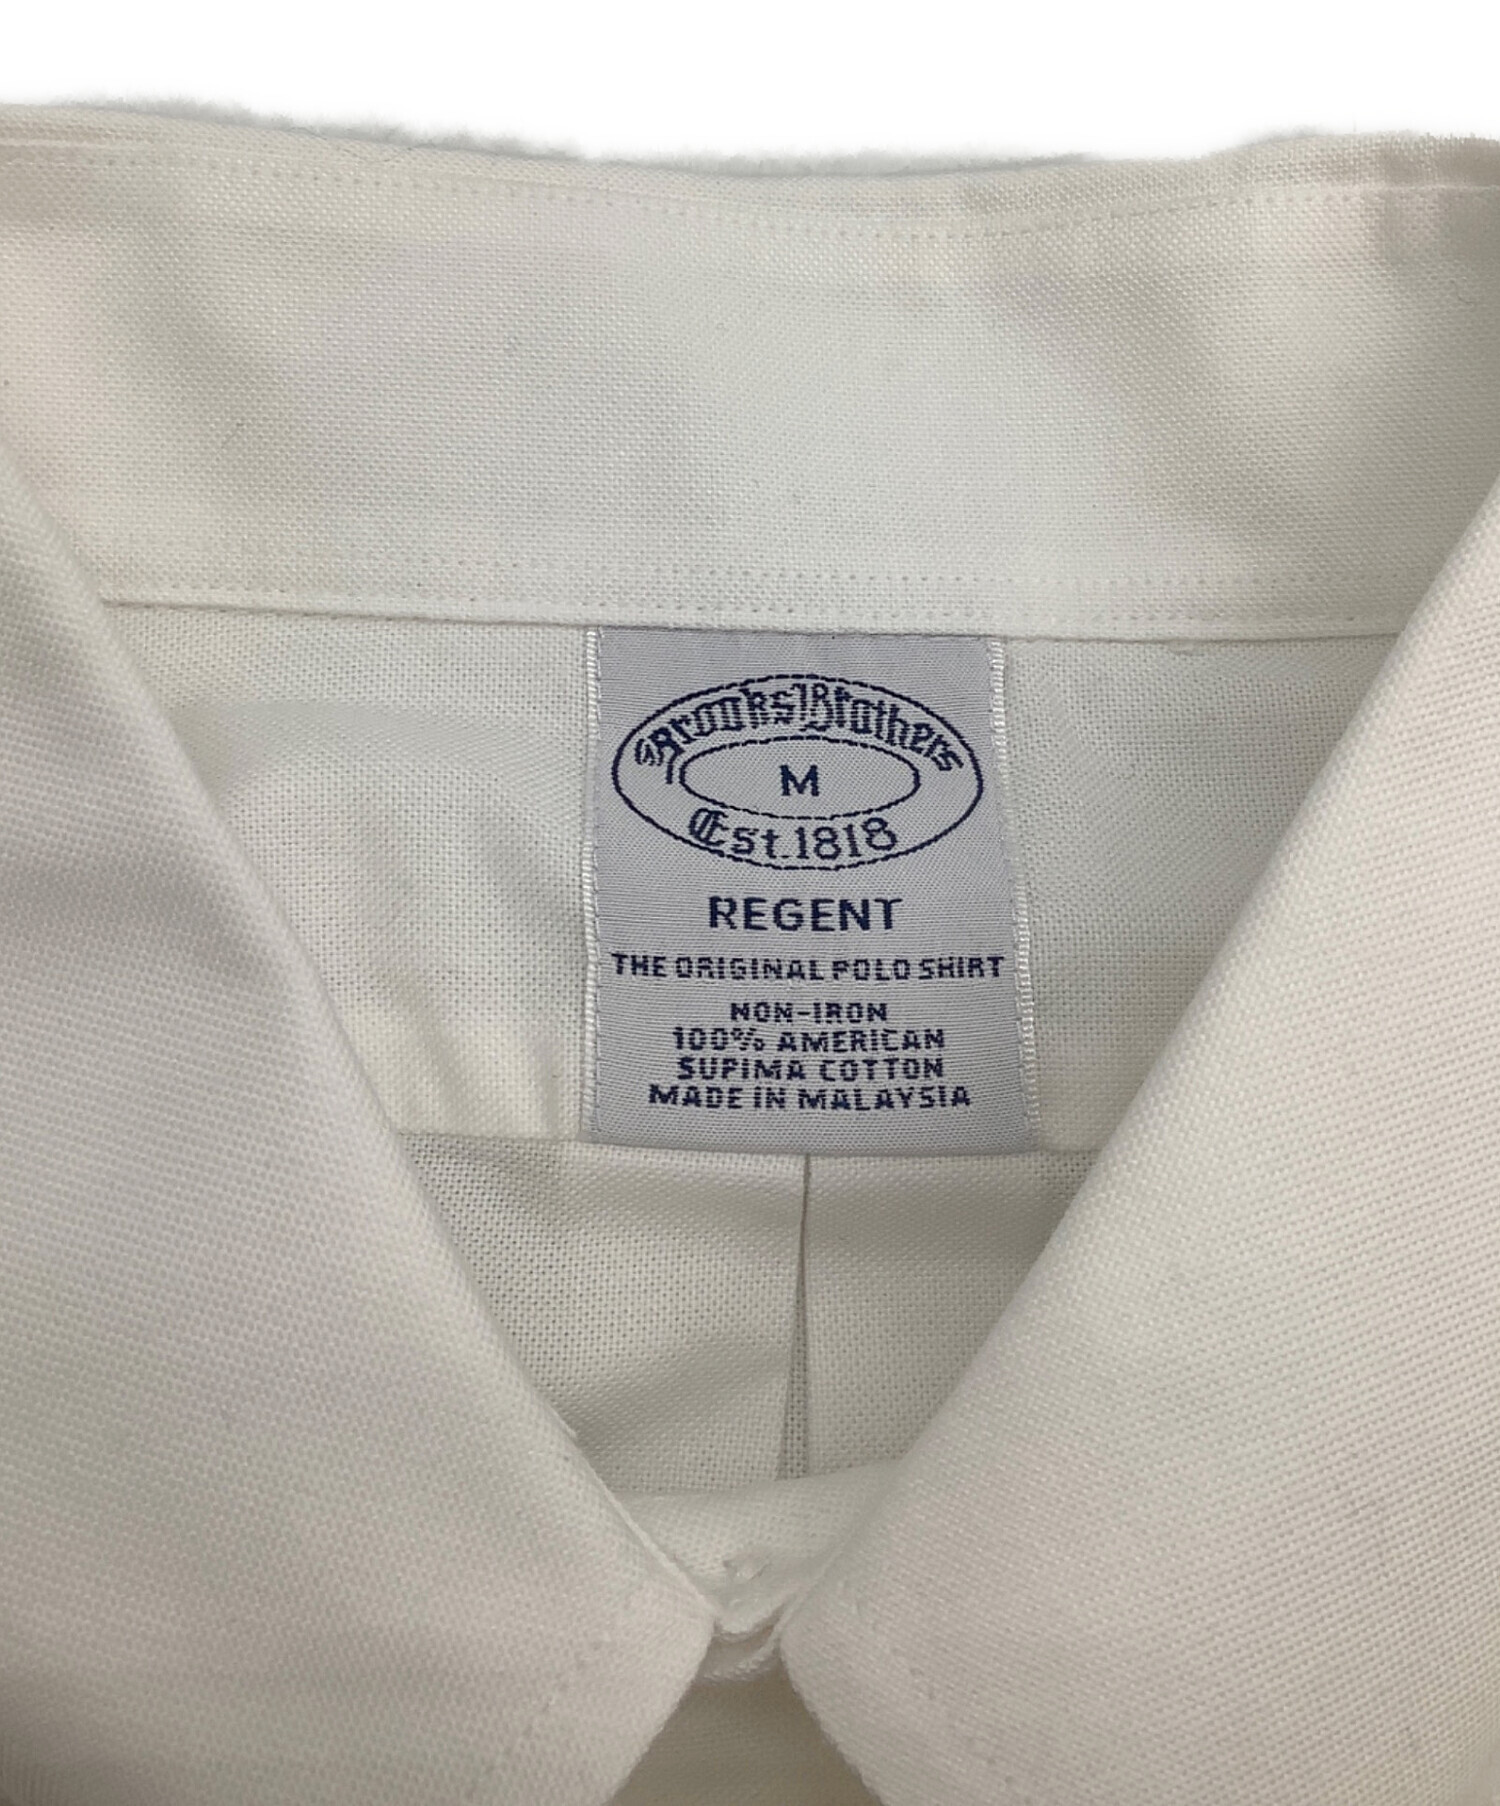 Brooks Brothers
M
Est. 1818
REGENT
THE ORIGINAL POLO SHIRT
NON-IRON
100% AMERICAN
SUPIMA COTTON
MADE IN MALAYSIA